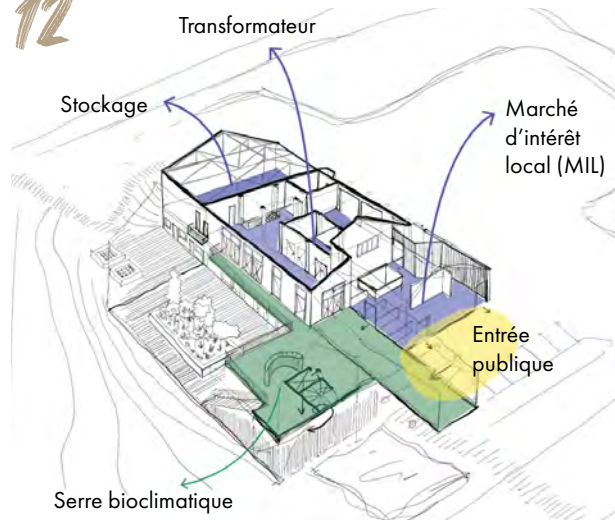 12
Transformateur
Stockage
Marché
d'intérêt
local (MIL)
Entrée
publique
Serre bioclimatique